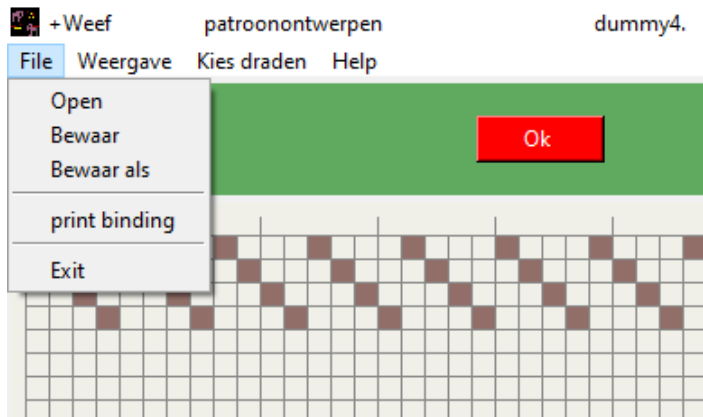 +Weef patroonontwerpen dummy4.
File Weergave Kies draden Help
Open
Bewaar
Bewaar als
print binding
Exit
Ok